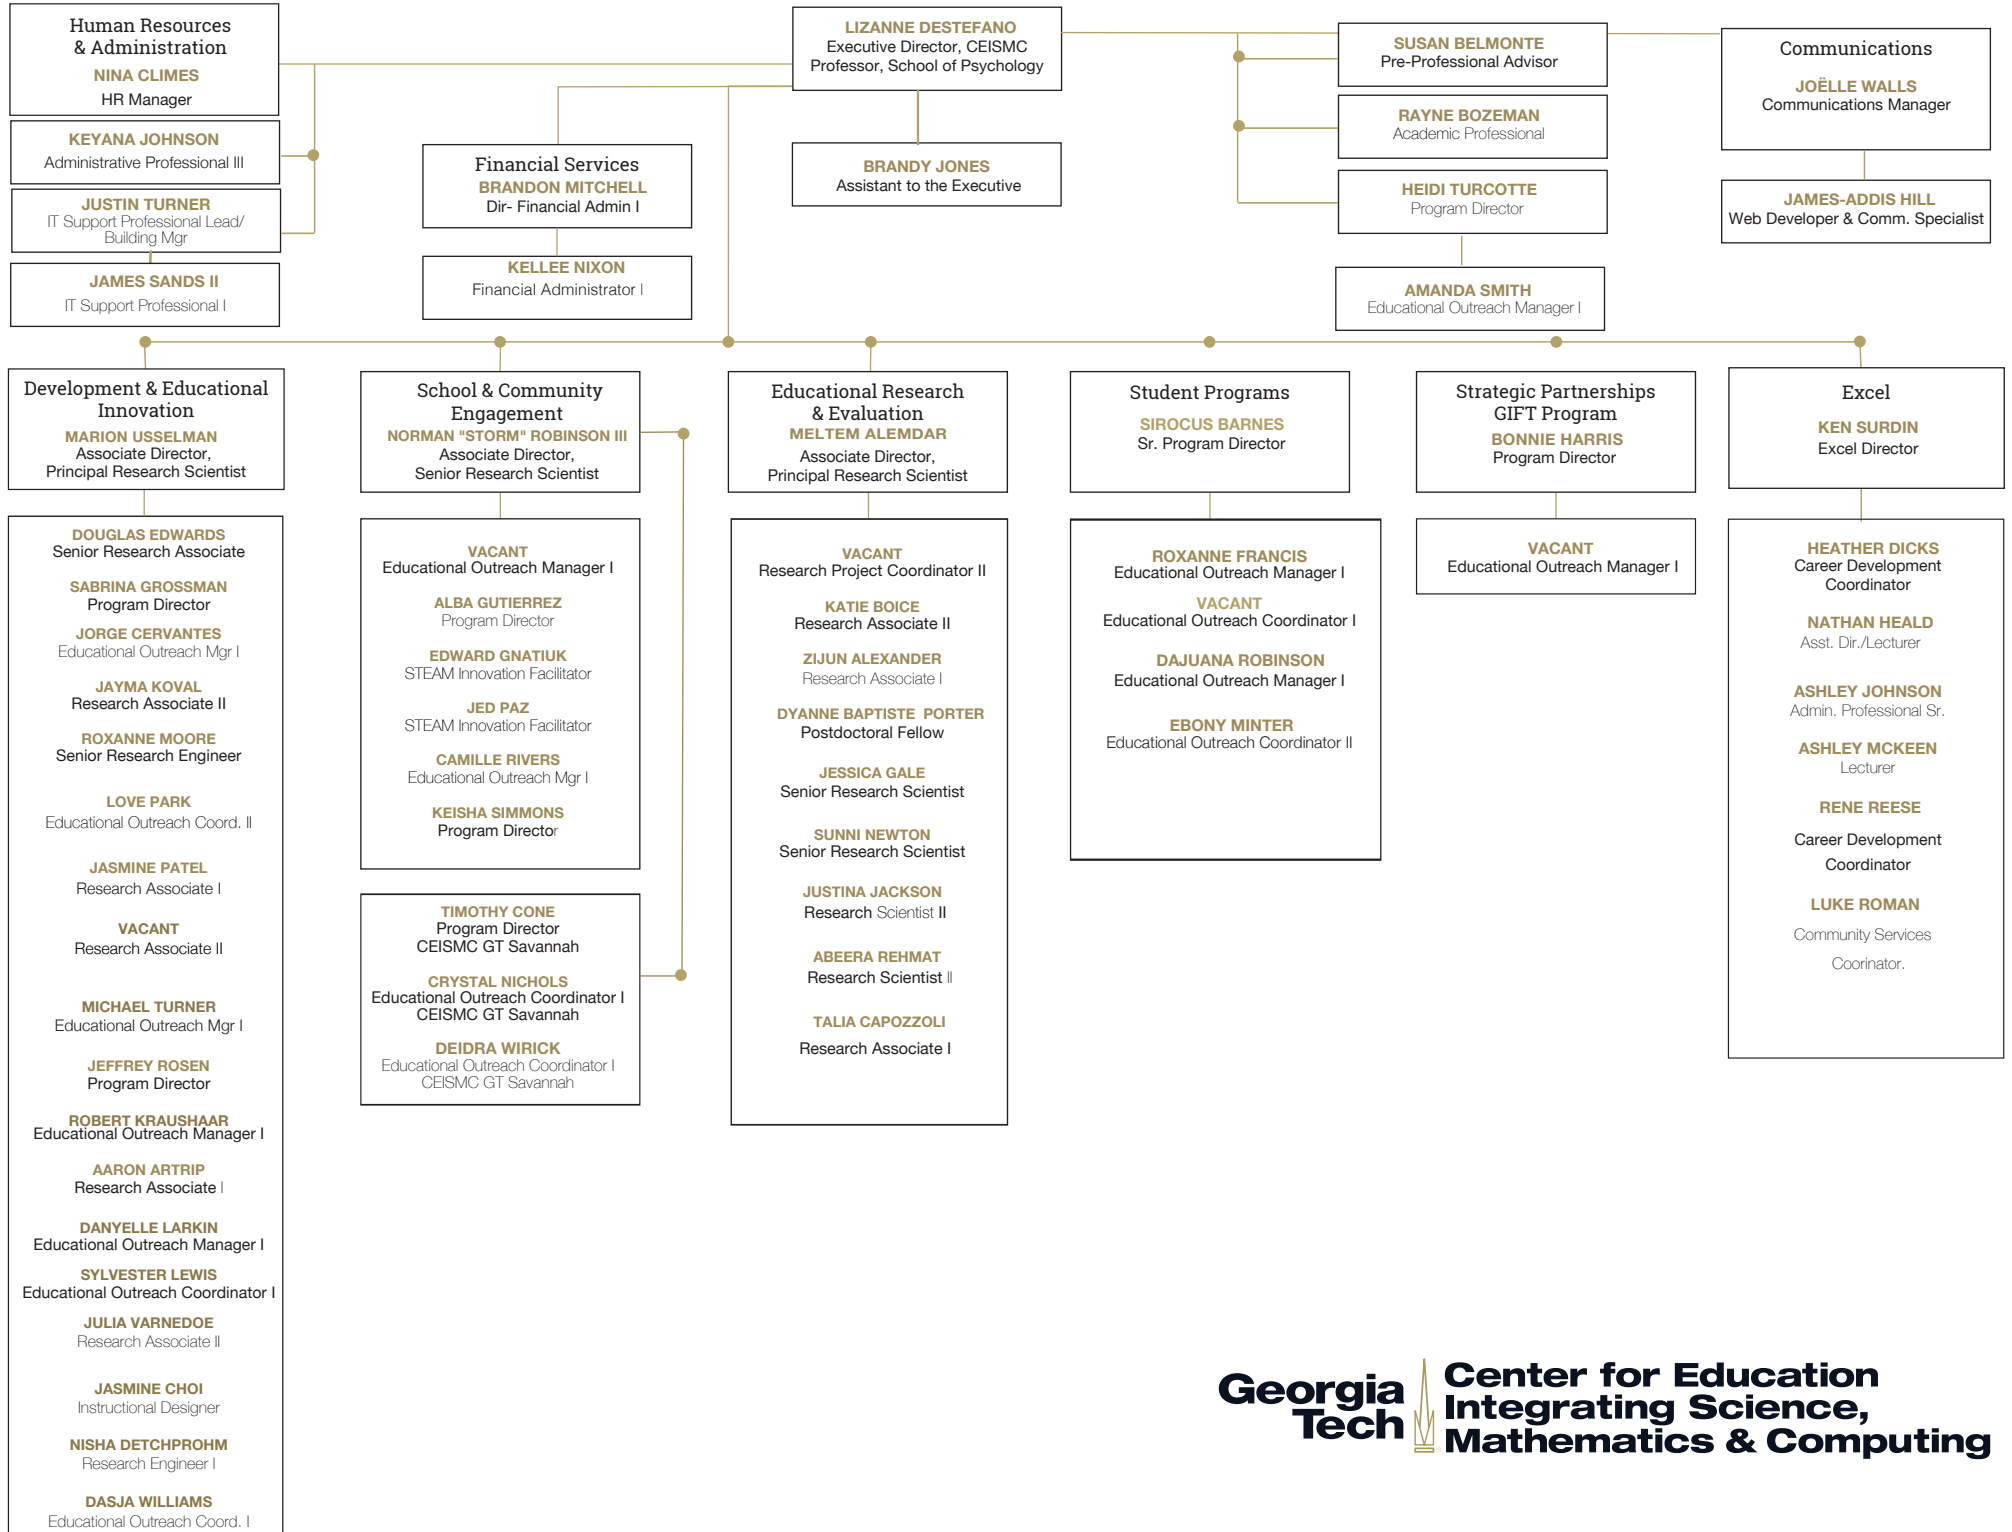 Human Resources
& Administration
NINA CLIMES
HR Manager
KEYANA JOHNSON
Administrative Professional III
JUSTIN TURNER
IT Support Professional Lead/
Building Mgr
JAMES SANDS II
IT Support Professional I
Financial Services
BRANDON MITCHELL
Dir- Financial Admin I
KELLEE NIXON
Financial Administrator I
LIZANNE DESTEFANO
Executive Director, CEISMC
Professor, School of Psychology
BRANDY JONES
Assistant to the Executive
SUSAN BELMONTE
Pre-Professional Advisor
RAYNE BOZEMAN
Academic Professional
HEIDI TURCOTTE
Program Director
AMANDA SMITH
Educational Outreach Manager I
Communications
JOËLLE WALLS
Communications Manager
JAMES-ADDIS HILL
Web Developer & Comm. Specialist
Development & Educational
Innovation
MARION USSELMAN
Associate Director,
Principal Research Scientist
DOUGLAS EDWARDS
Senior Research Associate
SABRINA GROSSMAN
Program Director
JORGE CERVANTES
Educational Outreach Mgr I
JAYMA KOVAL
Research Associate II
ROXANNE MOORE
Senior Research Engineer
LOVE PARK
Educational Outreach Coord. II
JASMINE PATEL
Research Associate I
VACANT
Research Associate II
MICHAEL TURNER
Educational Outreach Mgr I
JEFFREY ROSEN
Program Director
ROBERT KRAUSHAAR
Educational Outreach Manager I
AARON ARTRIP
Research Associate I
DANYELLE LARKIN
Educational Outreach Manager I
SYLVESTER LEWIS
Educational Outreach Coordinator I
JULIA VARNEDOE
Research Associate II
JASMINE CHOI
Instructional Designer
NISHA DETCHPROHM
Research Engineer I
DASJA WILLIAMS
Educational Outreach Coord. I
School & Community
Engagement
NORMAN "STORM" ROBINSON III
Associate Director,
Senior Research Scientist
VACANT
Educational Outreach Manager I
ALBA GUTIERREZ
Program Director
EDWARD GNATIUK
STEAM Innovation Facilitator
JED PAZ
STEAM Innovation Facilitator
CAMILLE RIVERS
Educational Outreach Mgr I
KEISHA SIMMONS
Program Director
TIMOTHY CONE
Program Director
CEISMC GT Savannah
CRYSTAL NICHOLS
Educational Outreach Coordinator I
CEISMC GT Savannah
DEIDRA WIRICK
Educational Outreach Coordinator I
CEISMC GT Savannah
Educational Research
& Evaluation
MELTEM ALEMDAR
Associate Director,
Principal Research Scientist
VACANT
Research Project Coordinator II
KATIE BOICE
Research Associate II
ZIJUN ALEXANDER
Research Associate I
DYANNE BAPTISTE PORTER
Postdoctoral Fellow
JESSICA GALE
Senior Research Scientist
SUNNI NEWTON
Senior Research Scientist
JUSTINA JACKSON
Research Scientist II
ABEERA REHMAT
Research Scientist II
TALIA CAPOZZOLI
Research Associate I
Student Programs
SIROCUS BARNES
Sr. Program Director
ROXANNE FRANCIS
Educational Outreach Manager I
VACANT
Educational Outreach Coordinator I
DAJUANA ROBINSON
Educational Outreach Manager I
EBONY MINTER
Educational Outreach Coordinator II
Strategic Partnerships
GIFT Program
BONNIE HARRIS
Program Director
VACANT
Educational Outreach Manager I
Excel
KEN SURDIN
Excel Director
HEATHER DICKS
Career Development
Coordinator
NATHAN HEALD
Asst. Dir./Lecturer
ASHLEY JOHNSON
Admin. Professional Sr.
ASHLEY MCKEEN
Lecturer
RENE REESE
Career Development
Coordinator
LUKE ROMAN
Community Services
Coorinator.
Georgia
Tech
Center for Education
Integrating Science,
Mathematics & Computing